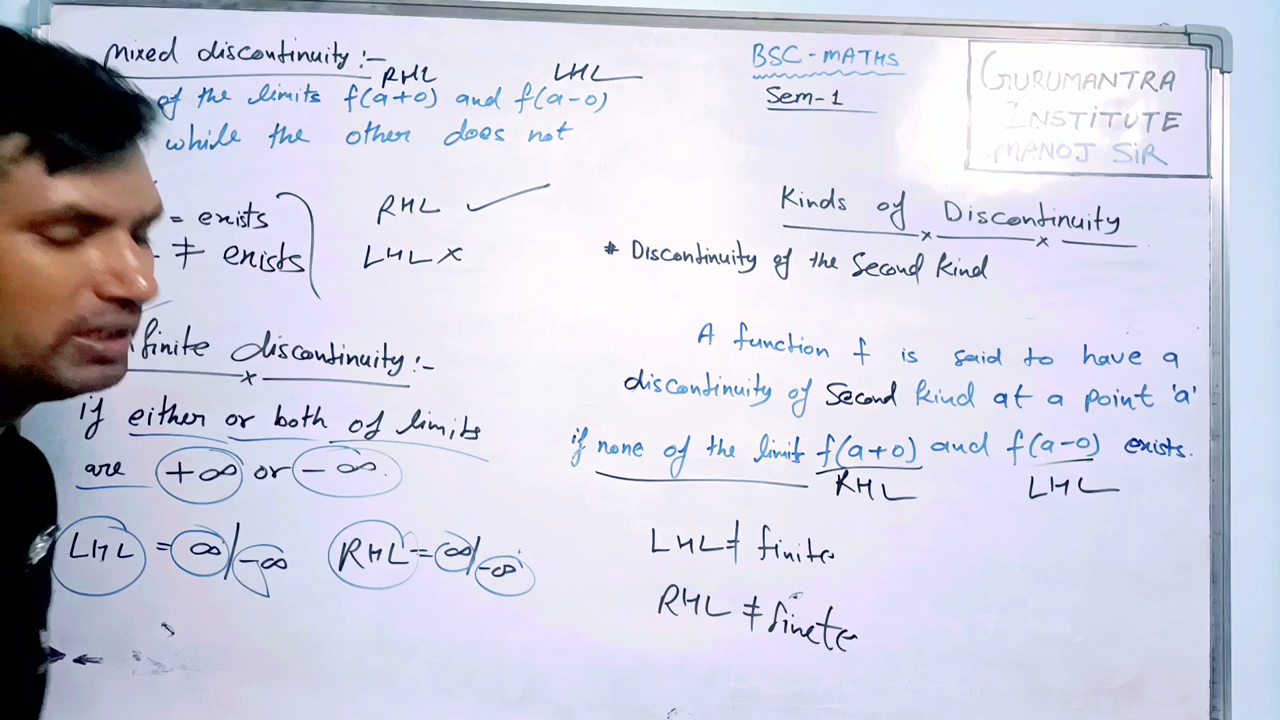 mixed discontinuity :-
RHL LHL
of the limits f(a+0) and f(a-0)
while the other does not
= exists
≠ exists
RHL ✓
LHL ×
finite discontinuity :-
if either or both of limits
are +∞ or -∞.
LHL = ∞/-∞ RHL = ∞/-∞
BSC-MATHS
Sem-1
GURUMANTRA
INSTITUTE
MANOJ SIR
Kinds of Discontinuity
* Discontinuity of the Second Kind
A function f is said to have a
discontinuity of Second kind at a point 'a'
if none of the limit f(a+0) and f(a-0) exists.
RHL LHL
LHL ≠ finite
RHL ≠ finete